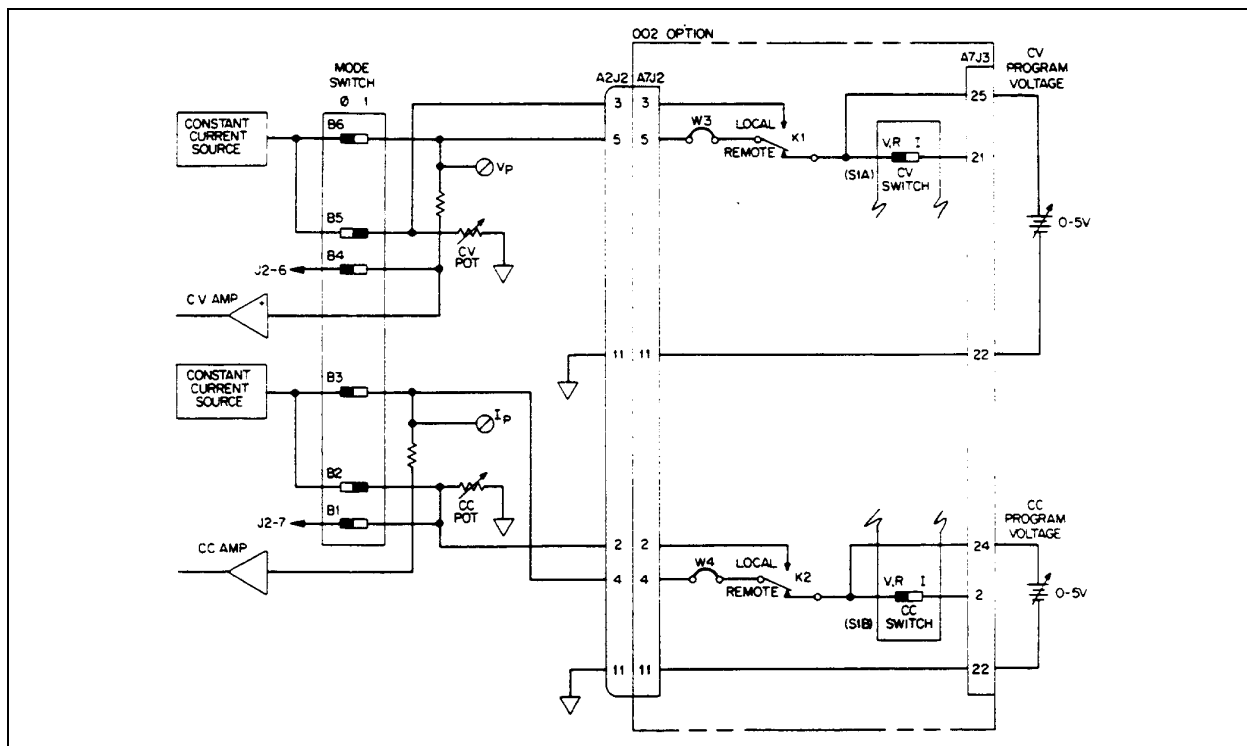 002 OPTION
MODE
SWITCH
Ø 1
A2J2 A7J2
A7J3
CV
PROGRAM
VOLTAGE
CONSTANT
CURRENT
SOURCE
B6
3 3
5 5
W3
LOCAL
REMOTE
K1
25
V,R I
21
(S1A)
CV
SWITCH
VP
0-5V
B5
CV
POT
B4
J2-6
CV AMP
+
11 11
22
CONSTANT
CURRENT
SOURCE
B3
IP
B2
CC
POT
B1
J2-7
CC AMP
CC
PROGRAM
VOLTAGE
2 2
4 4
W4
LOCAL
REMOTE
K2
24
V,R I
2
(S1B)
CC
SWITCH
0-5V
11 11
22